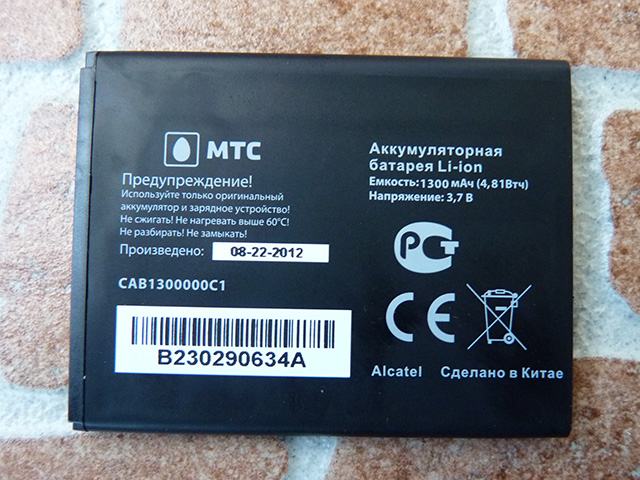 МТС
Предупреждение!
Используйте только оригинальный
аккумулятор и зарядное устройство!
Не сжигать! Не нагревать выше 60°С!
Не разбирать! Не замыкать!
Произведено: 08-22-2012
CAB1300000C1
B230290634A
Аккумуляторная
батарея Li-ion
Емкость:1300 мАч (4,81Втч)
Напряжение: 3,7 В
РСТ
CE
Alcatel Сделано в Китае